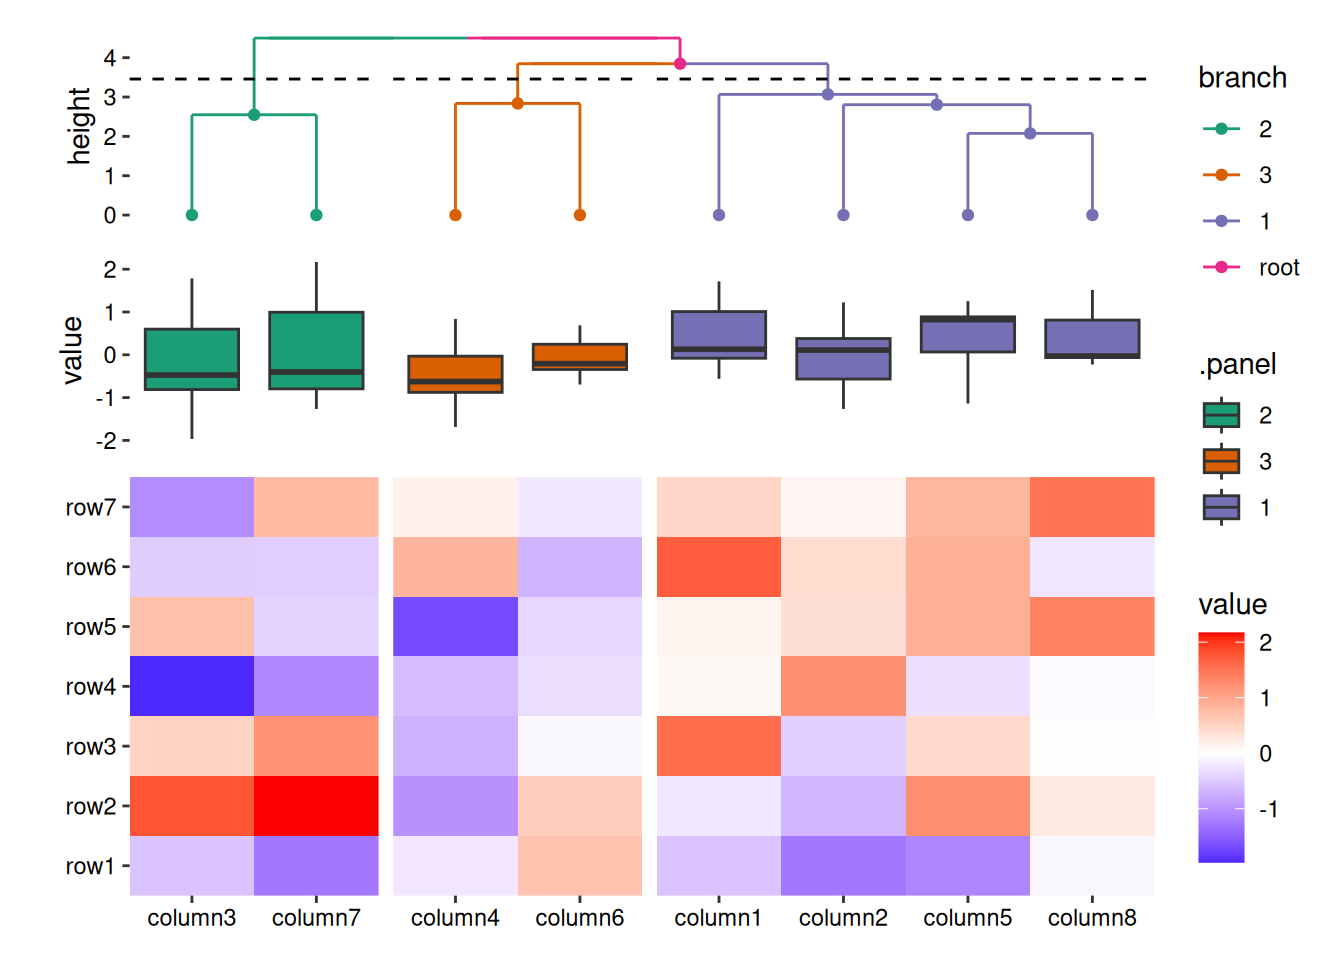 height
4
3
2
1
0
value
2
1
0
-1
-2
row7
row6
row5
row4
row3
row2
row1
column3 column7 column4 column6 column1 column2 column5 column8
branch
2
3
1
root
.panel
2
3
1
value
2
1
0
-1